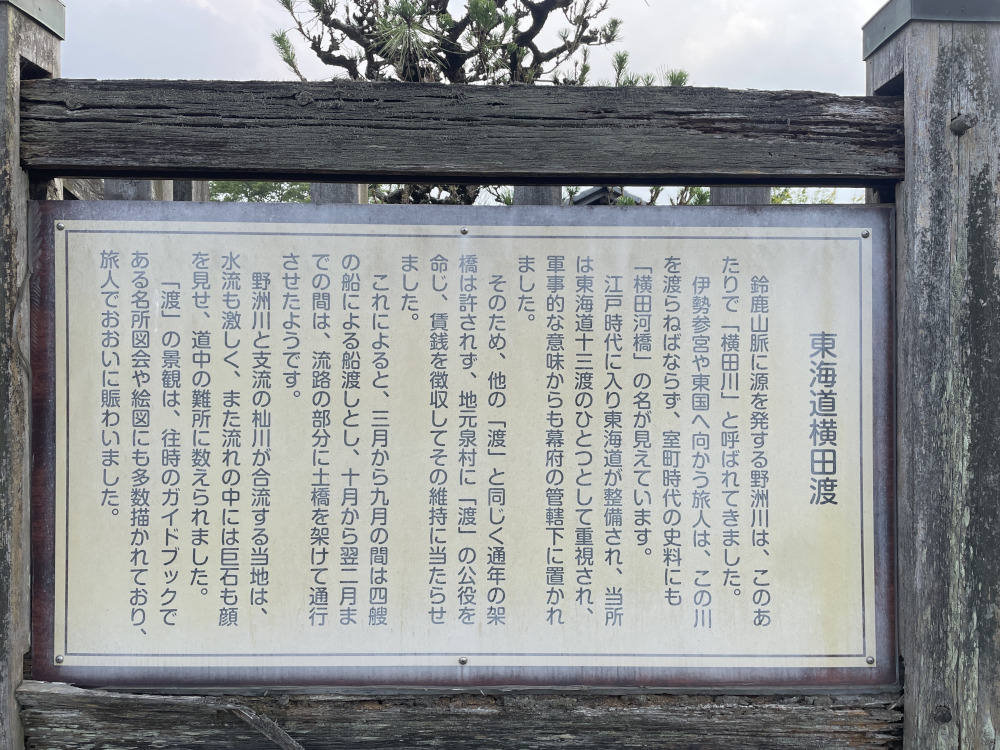 東海道横田渡
鈴鹿山脈に源を発する野洲川は、このあ
たりで「横田川」と呼ばれてきました。
伊勢参宮や東国へ向かう旅人は、この川
を渡らねばならず、室町時代の史料にも
「横田河橋」の名が見えています。
江戸時代に入り東海道が整備され、当所
は東海道十三渡のひとつとして重視され、
軍事的な意味からも幕府の管轄下に置かれ
ました。
そのため、他の「渡」と同じく通年の架
橋は許されず、地元泉村に「渡」の公役を
命じ、賃銭を徴収してその維持に当たらせ
ました。
これによると、三月から九月の間は四艘
の船による船渡しとし、十月から翌二月ま
での間は、流路の部分に土橋を架けて通行
させたようです。
野洲川と支流の杣川が合流する当地は、
水流も激しく、また流れの中には巨石も顔
を見せ、道中の難所に数えられました。
「渡」の景観は、往時のガイドブックで
ある名所図会や絵図にも多数描かれており、
旅人でおおいに賑わいました。